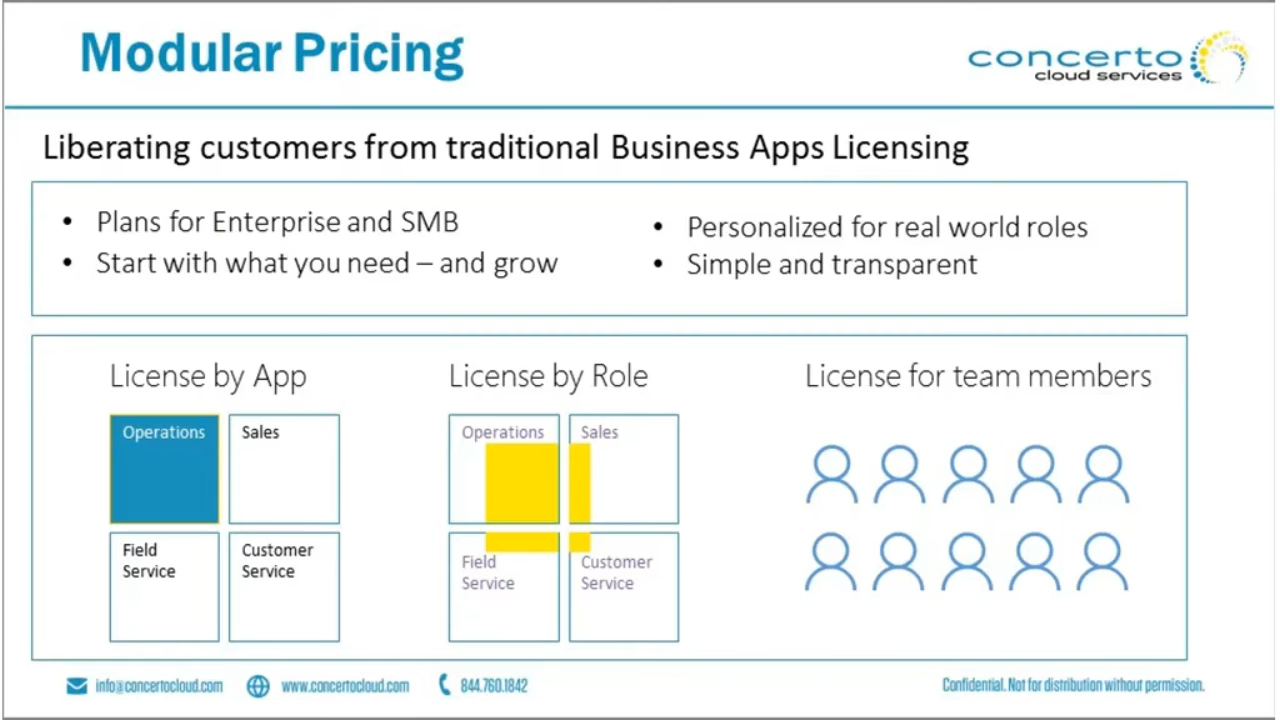 Modular Pricing
concerto
cloud services
Liberating customers from traditional Business Apps Licensing
• Plans for Enterprise and SMB
• Start with what you need – and grow
• Personalized for real world roles
• Simple and transparent
License by App
Operations
Sales
Field
Service
Customer
Service
License by Role
Operations
Sales
Field
Service
Customer
Service
License for team members
info@concertocloud.com
www.concertocloud.com
844.760.1842
Confidential. Not for distribution without permission.